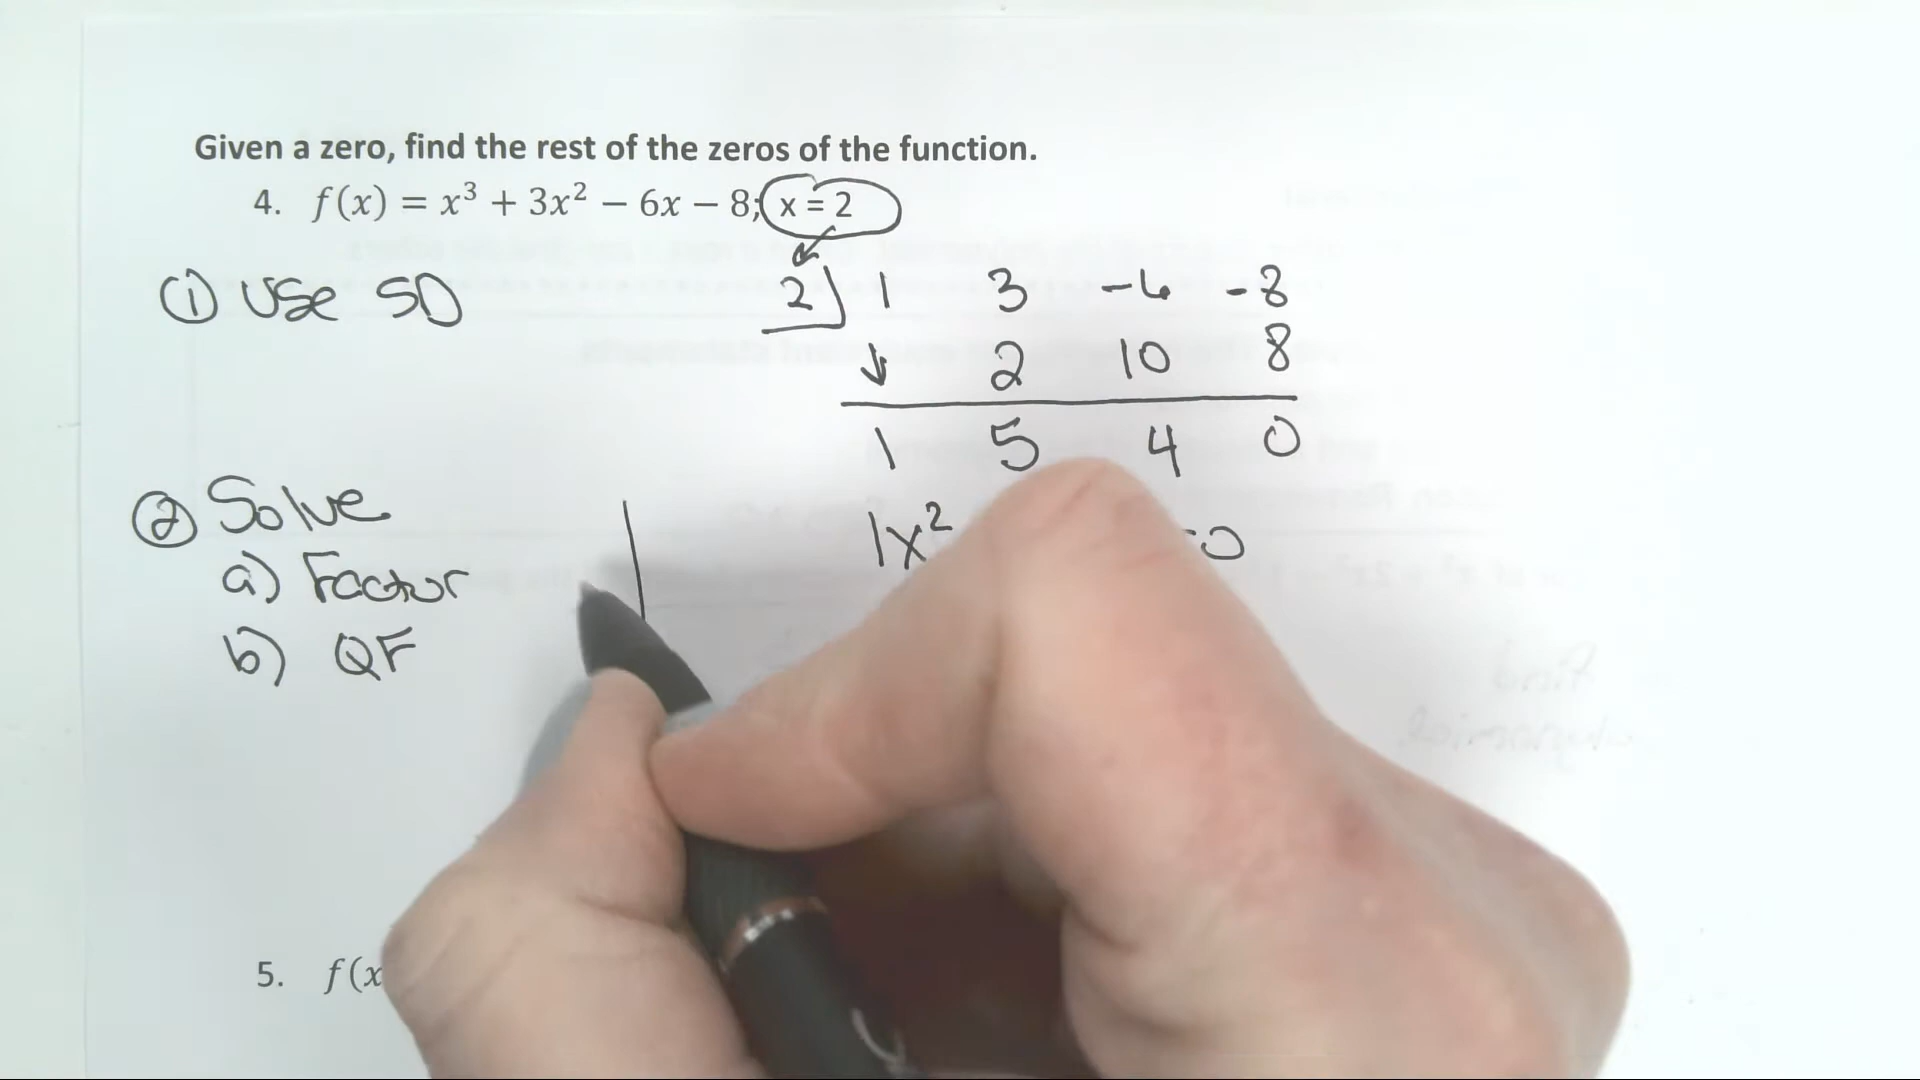 Given a zero, find the rest of the zeros of the function.
4. f(x) = x³ + 3x² − 6x − 8; x = 2
① Use SD
2 1 3 -6 -8
↓ 2 10 8
1 5 4 0
② Solve
1x² =0
a) Factor
b) QF
5. f(x